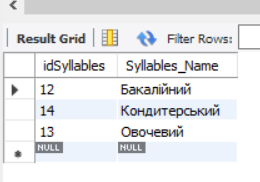 Result Grid Filter Rows:
idSyllables Syllables_Name
12 Бакалійний
14 Кондитерський
13 Овочевий
NULL NULL